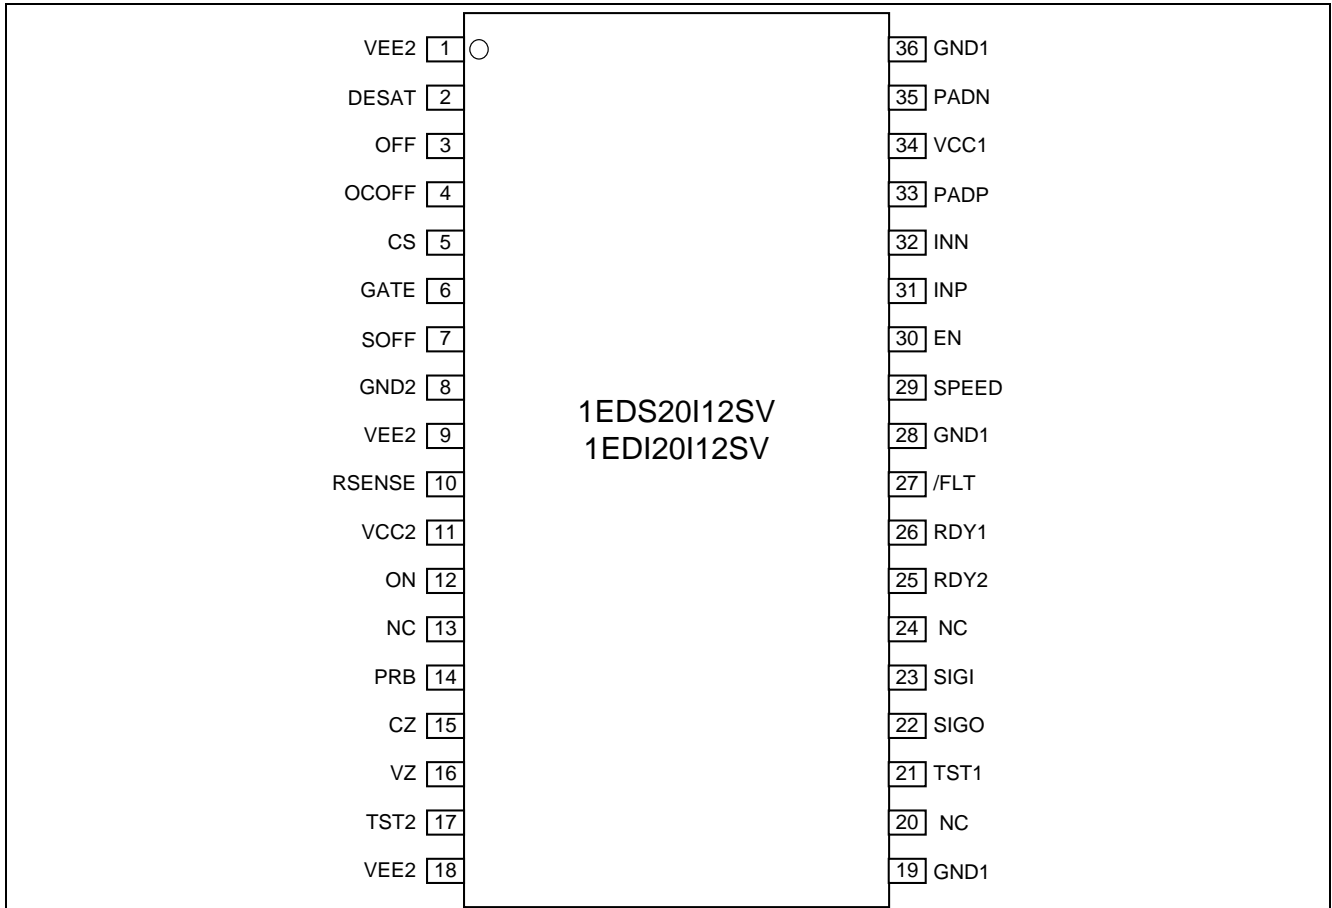 VEE2 1 36 GND1
DESAT 2 35 PADN
OFF 3 34 VCC1
OCOFF 4 33 PADP
CS 5 32 INN
GATE 6 31 INP
SOFF 7 30 EN
GND2 8 29 SPEED
1EDS20I12SV
1EDI20I12SV
VEE2 9 28 GND1
RSENSE 10 27 /FLT
VCC2 11 26 RDY1
ON 12 25 RDY2
NC 13 24 NC
PRB 14 23 SIGI
CZ 15 22 SIGO
VZ 16 21 TST1
TST2 17 20 NC
VEE2 18 19 GND1